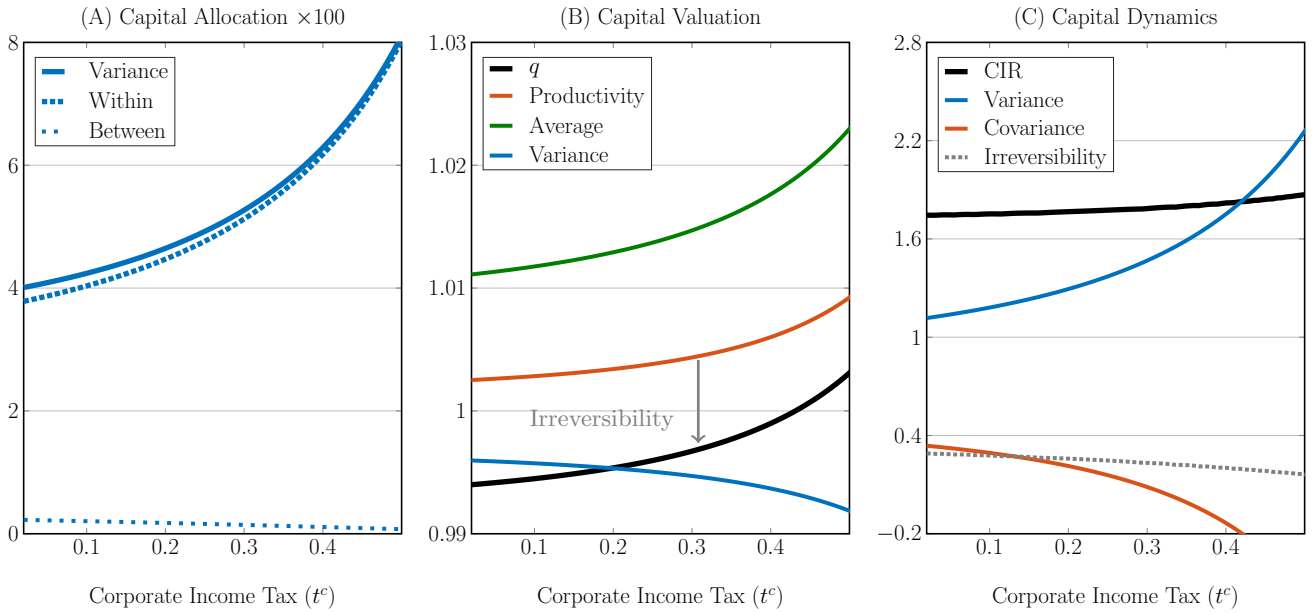 (A) Capital Allocation ×100
8
6
4
2
0
0.1
0.2
0.3
0.4
Variance
Within
Between
Corporate Income Tax (t^c)
(B) Capital Valuation
1.03
1.02
1.01
1
0.99
0.1
0.2
0.3
0.4
q
Productivity
Average
Variance
Irreversibility
Corporate Income Tax (t^c)
(C) Capital Dynamics
2.8
2.2
1.6
1
0.4
−0.2
0.1
0.2
0.3
0.4
CIR
Variance
Covariance
Irreversibility
Corporate Income Tax (t^c)